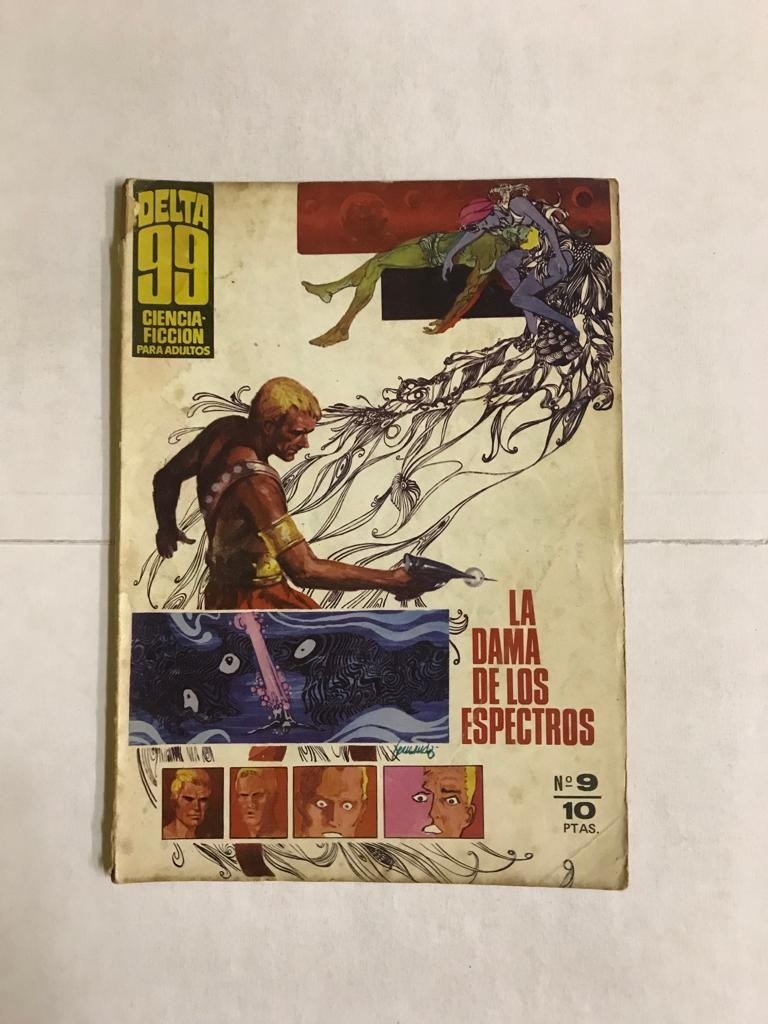 DELTA
99
CIENCIA-
FICCION
PARA ADULTOS
LA
DAMA
DE LOS
ESPECTROS
Nº 9
10
PTAS.